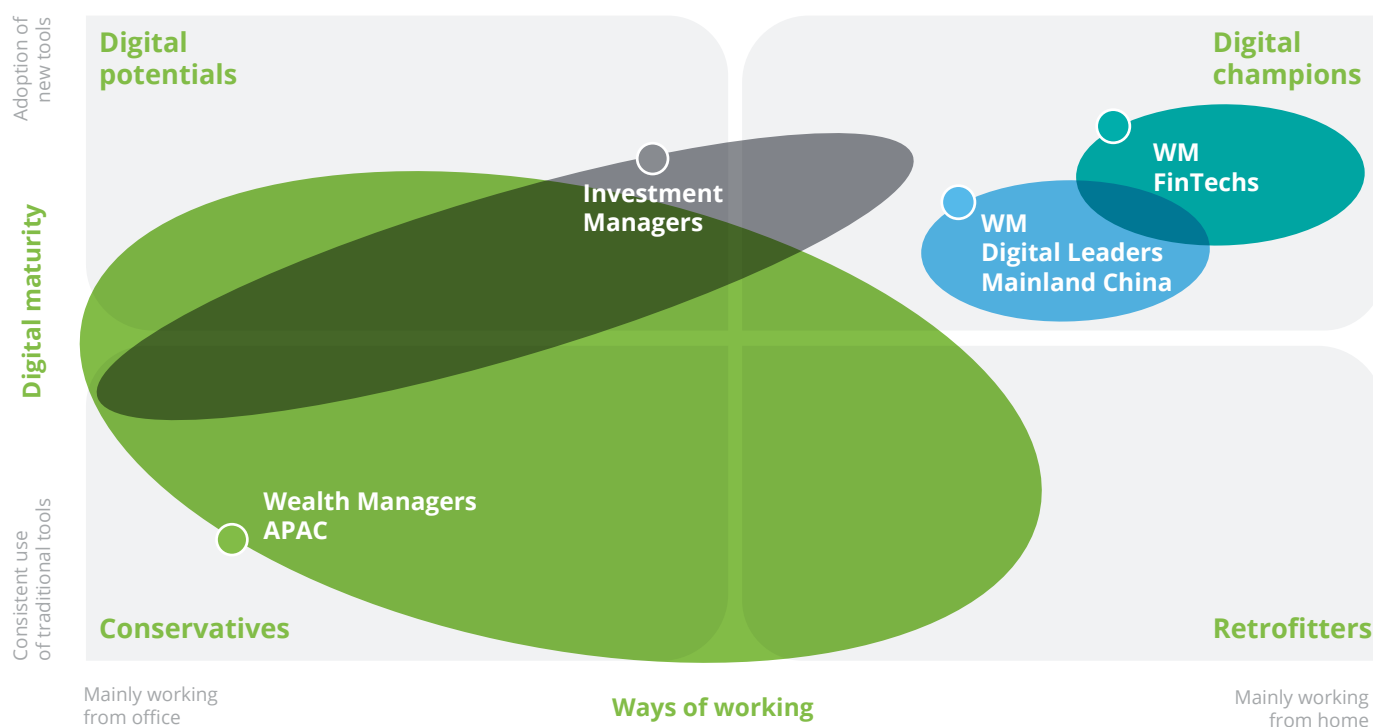 Adoption of
new tools
Digital
potentials
Digital
champions
WM
FinTechs
Investment
Managers
WM
Digital Leaders
Mainland China
Digital maturity
Wealth Managers
APAC
Consistent use
of traditional tools
Conservatives
Retrofitters
Mainly working
from office
Ways of working
Mainly working
from home